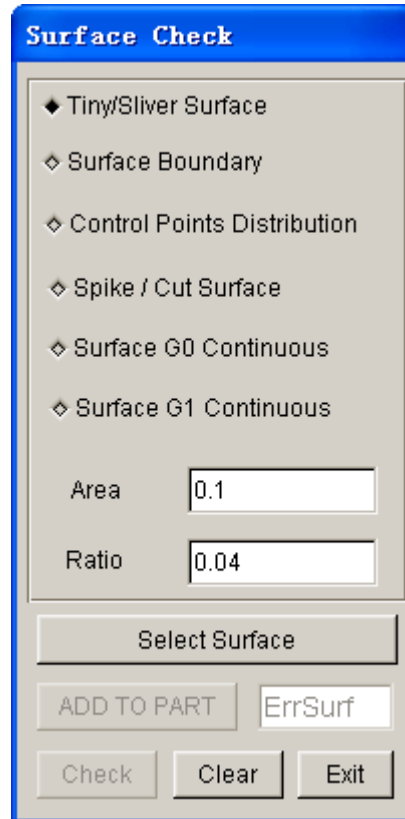 Surface Check
Tiny/Sliver Surface
Surface Boundary
Control Points Distribution
Spike / Cut Surface
Surface G0 Continuous
Surface G1 Continuous
Area 0.1
Ratio 0.04
Select Surface
ADD TO PART ErrSurf
Check Clear Exit